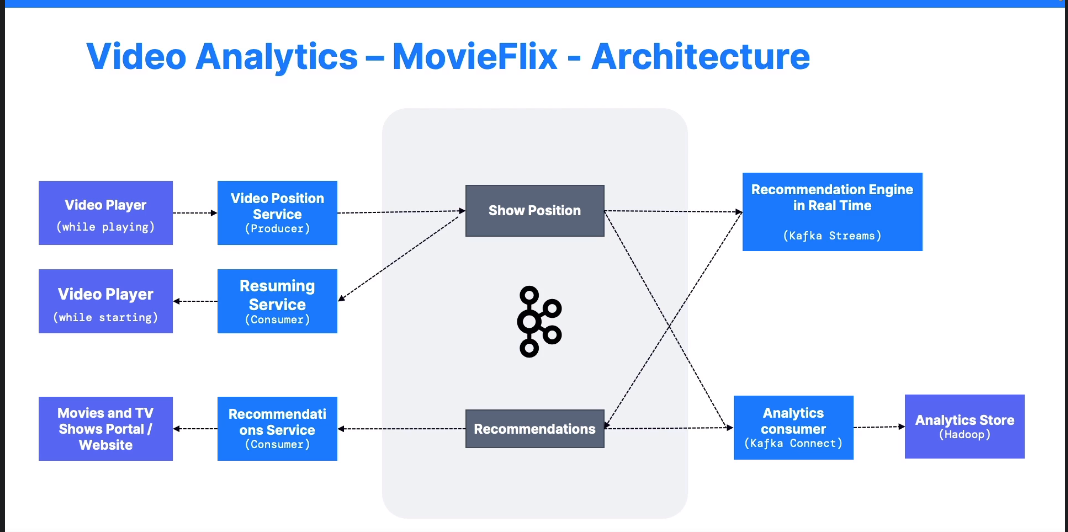 Video Analytics – MovieFlix - Architecture
Video Player
(while playing)
Video Position
Service
(Producer)
Show Position
Recommendation Engine
in Real Time
(Kafka Streams)
Video Player
(while starting)
Resuming
Service
(Consumer)
Movies and TV
Shows Portal /
Website
Recommendati
ons Service
(Consumer)
Recommendations
Analytics
consumer
(Kafka Connect)
Analytics Store
(Hadoop)